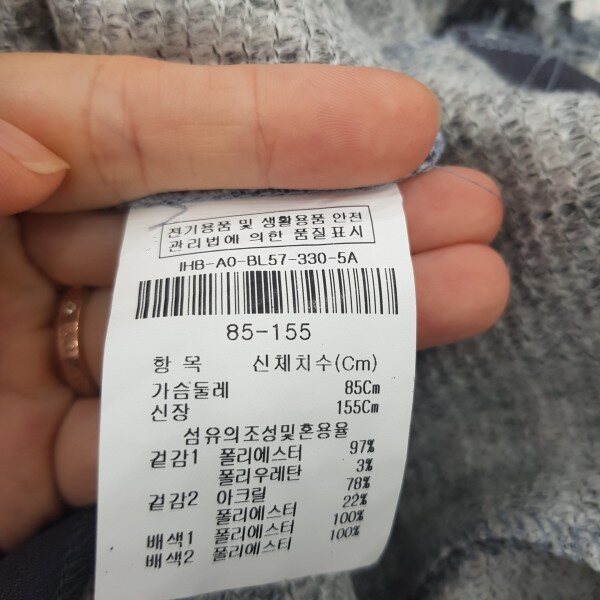 전기용품 및 생활용품 안전
관리법에 의한 품질표시
IHB-A0-BL57-330-5A
85-155
항 목 신체치수(Cm)
가슴둘레 85Cm
신장 155Cm
섬유의조성및혼용율
겉감1 폴리에스터 97%
폴리우레탄 3%
겉감2 아크릴 78%
폴리에스터 22%
배색1 폴리에스터 100%
배색2 폴리에스터 100%